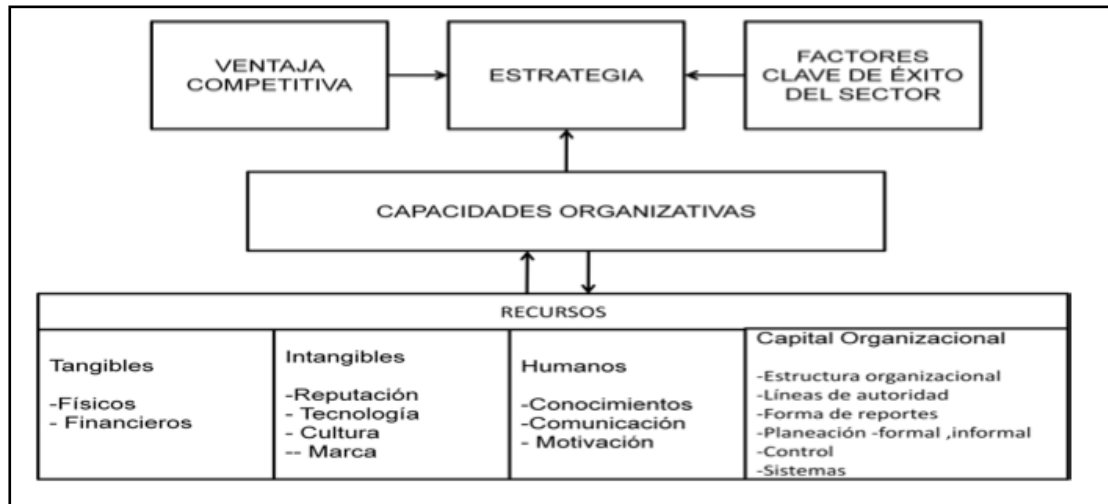 VENTAJA
COMPETITIVA
ESTRATEGIA
FACTORES
CLAVE DE ÉXITO
DEL SECTOR
CAPACIDADES ORGANIZATIVAS
RECURSOS
Tangibles
-Físicos
- Financieros
Intangibles
-Reputación
- Tecnología
- Cultura
-- Marca
Humanos
-Conocimientos
-Comunicación
- Motivación
Capital Organizacional
-Estructura organizacional
-Líneas de autoridad
-Forma de reportes
-Planeación -formal ,informal
-Control
-Sistemas